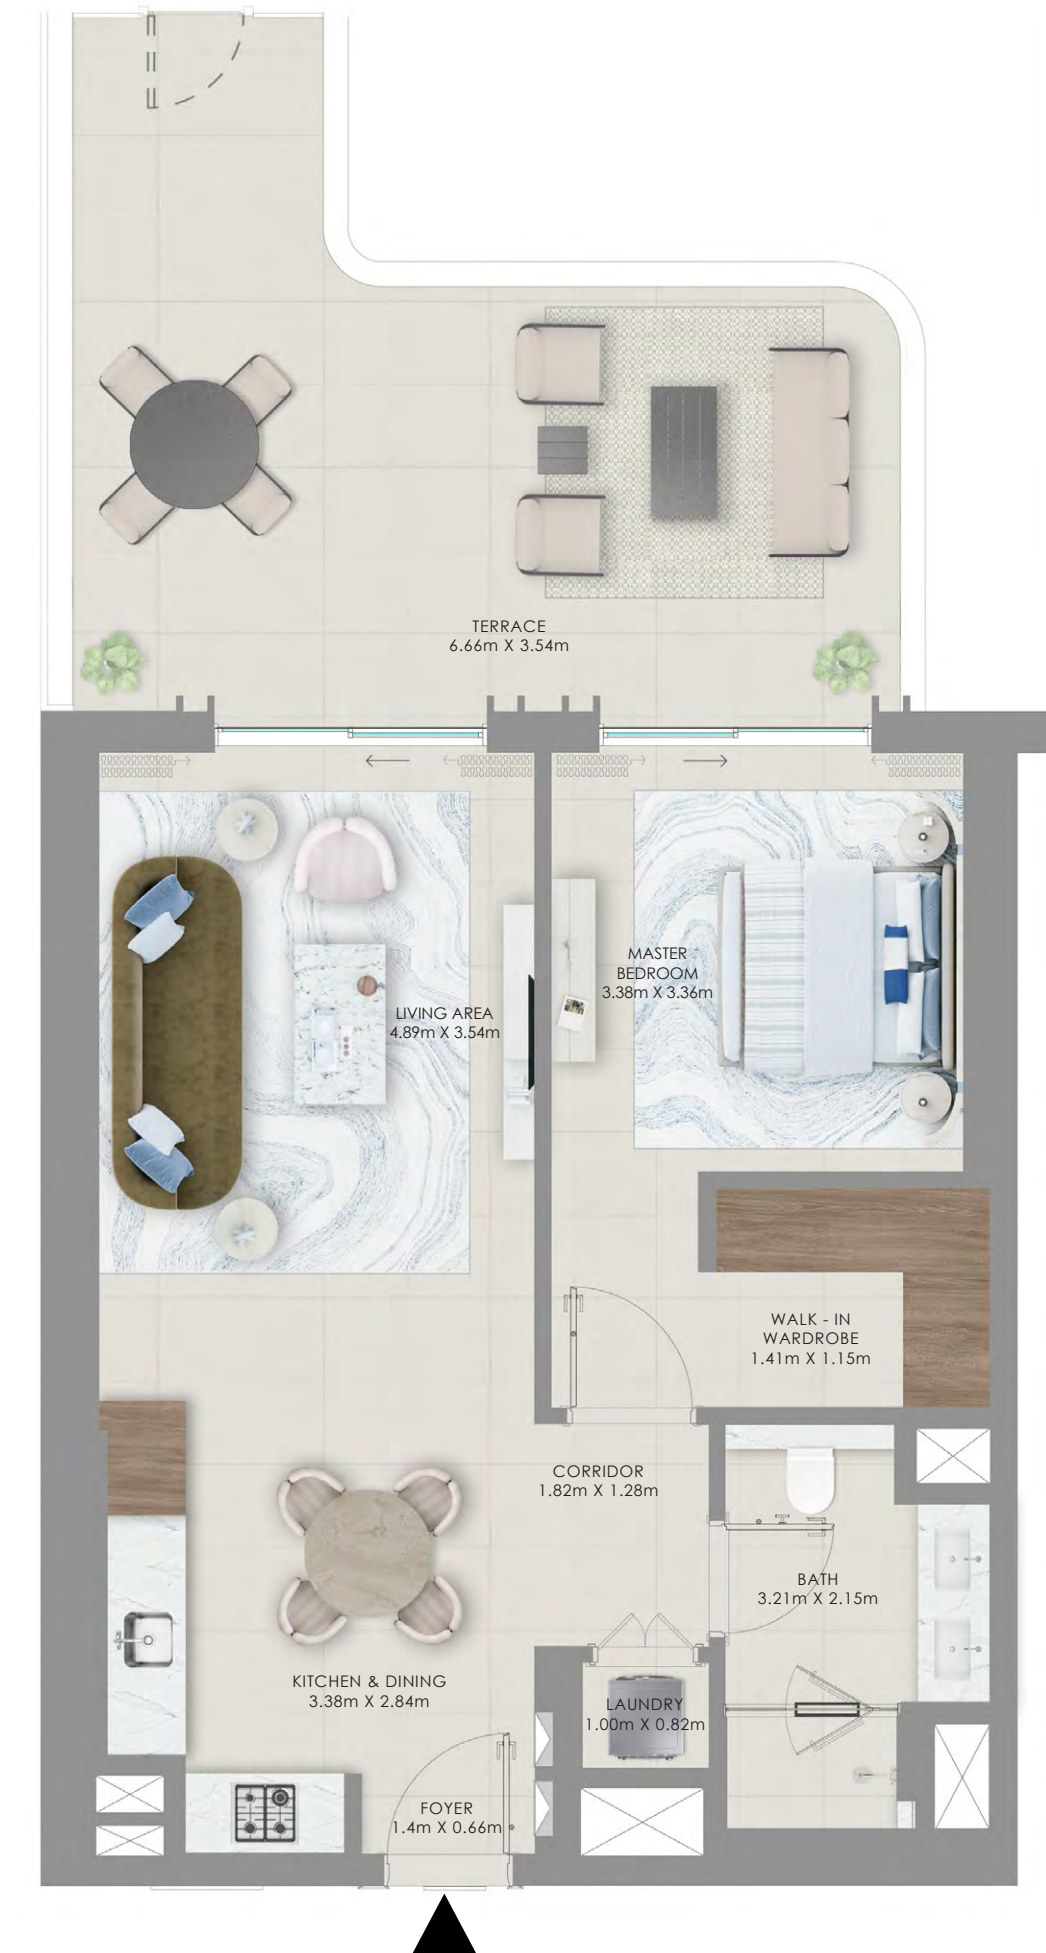 TERRACE
6.66m X 3.54m
MASTER
BEDROOM
3.38m X 3.36m
LIVING AREA
4.89m X 3.54m
WALK - IN
WARDROBE
1.41m X 1.15m
CORRIDOR
1.82m X 1.28m
BATH
3.21m X 2.15m
KITCHEN & DINING
3.38m X 2.84m
LAUNDRY
1.00m X 0.82m
FOYER
1.4m X 0.66m